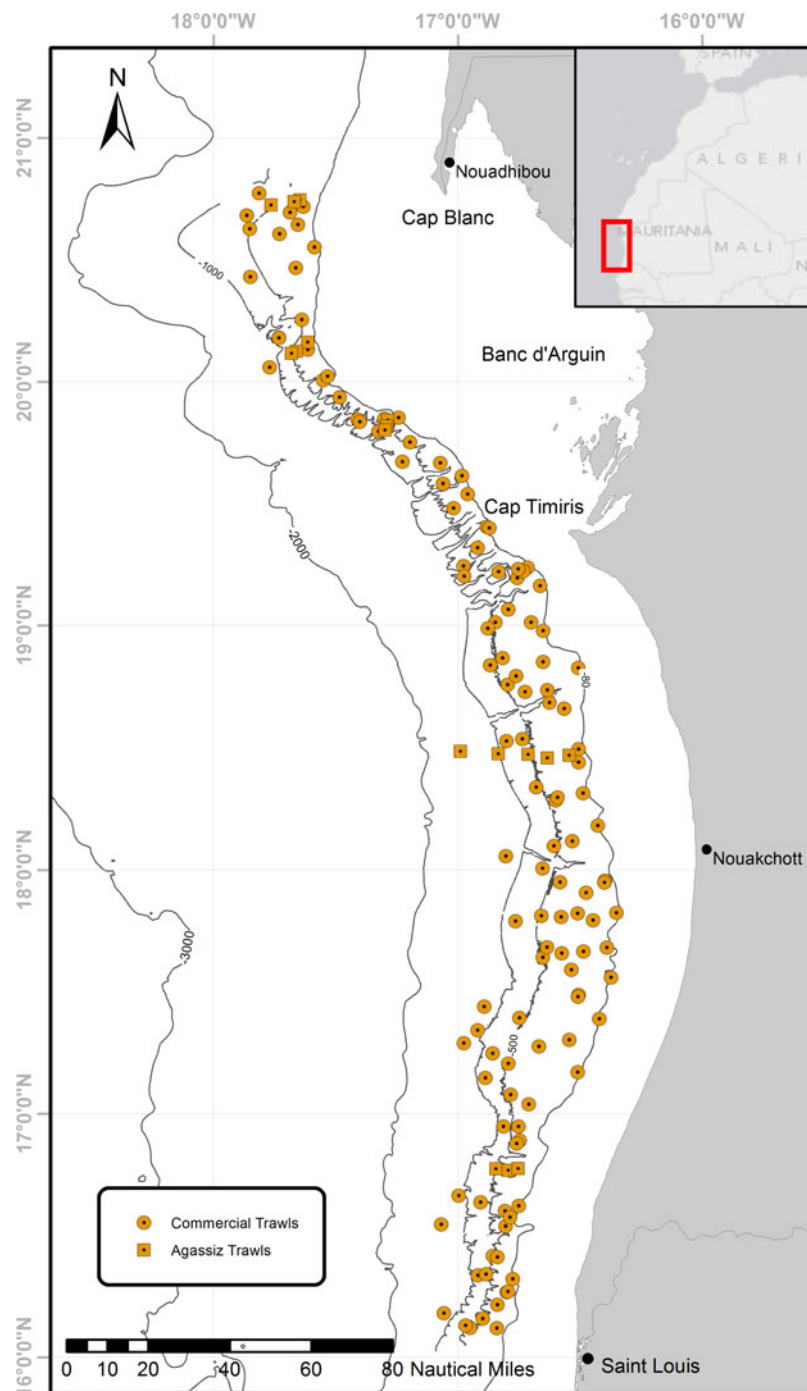 18°0'0"W 17°0'0"W 16°0'0"W
N
SPAIN
ALGERI
MAURITANIA
MALI
N
21°0'0"N
Nouadhibou
Cap Blanc
-1000
Banc d'Arguin
20°0'0"N
Cap Timiris
-2000
19°0'0"N
-80
18°0'0"N
Nouakchott
-3000
-500
17°0'0"N
Commercial Trawls
Agassiz Trawls
0 10 20 40 60 80 Nautical Miles
Saint Louis
16°0'0"N